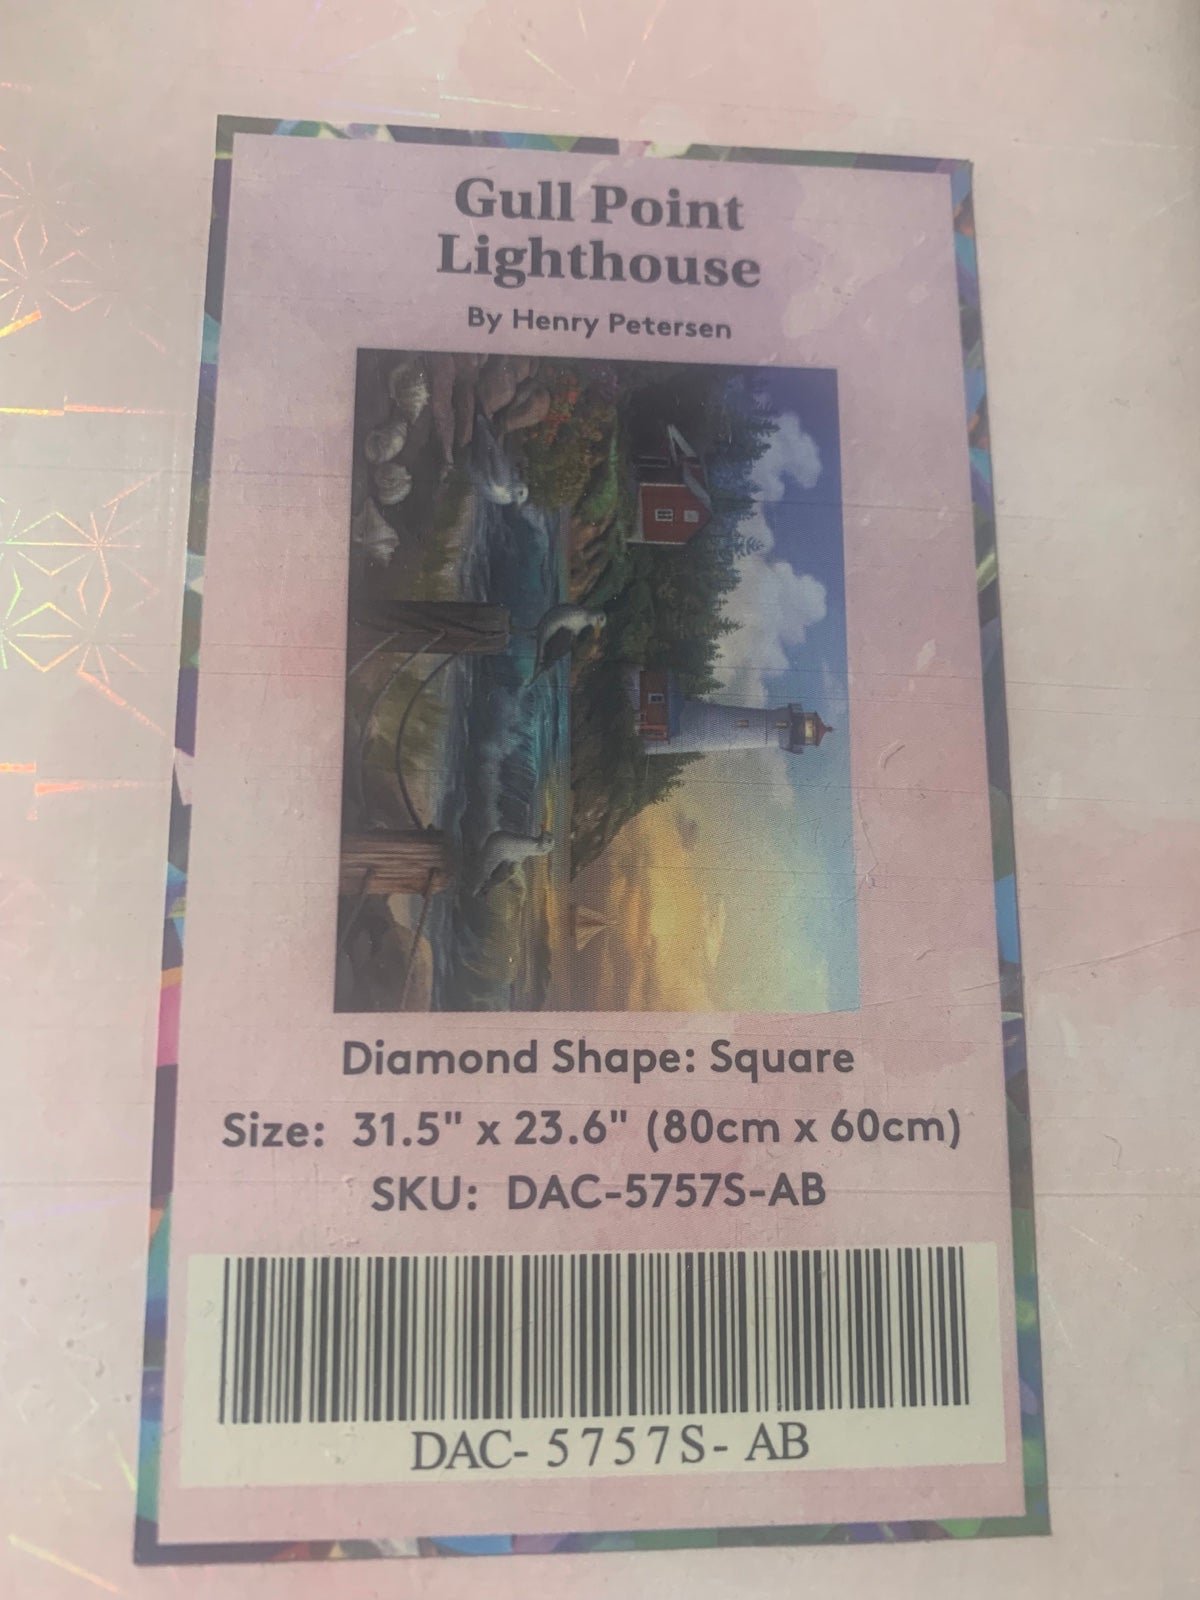 Gull Point
Lighthouse
By Henry Petersen
Diamond Shape: Square
Size: 31.5" x 23.6" (80cm x 60cm)
SKU: DAC-5757S-AB
DAC- 5757S- AB